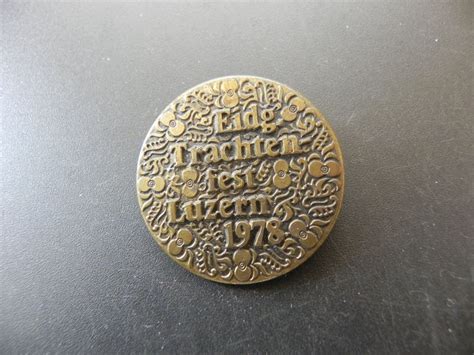 Eidg.
Trachten
fest
Luzern
1978